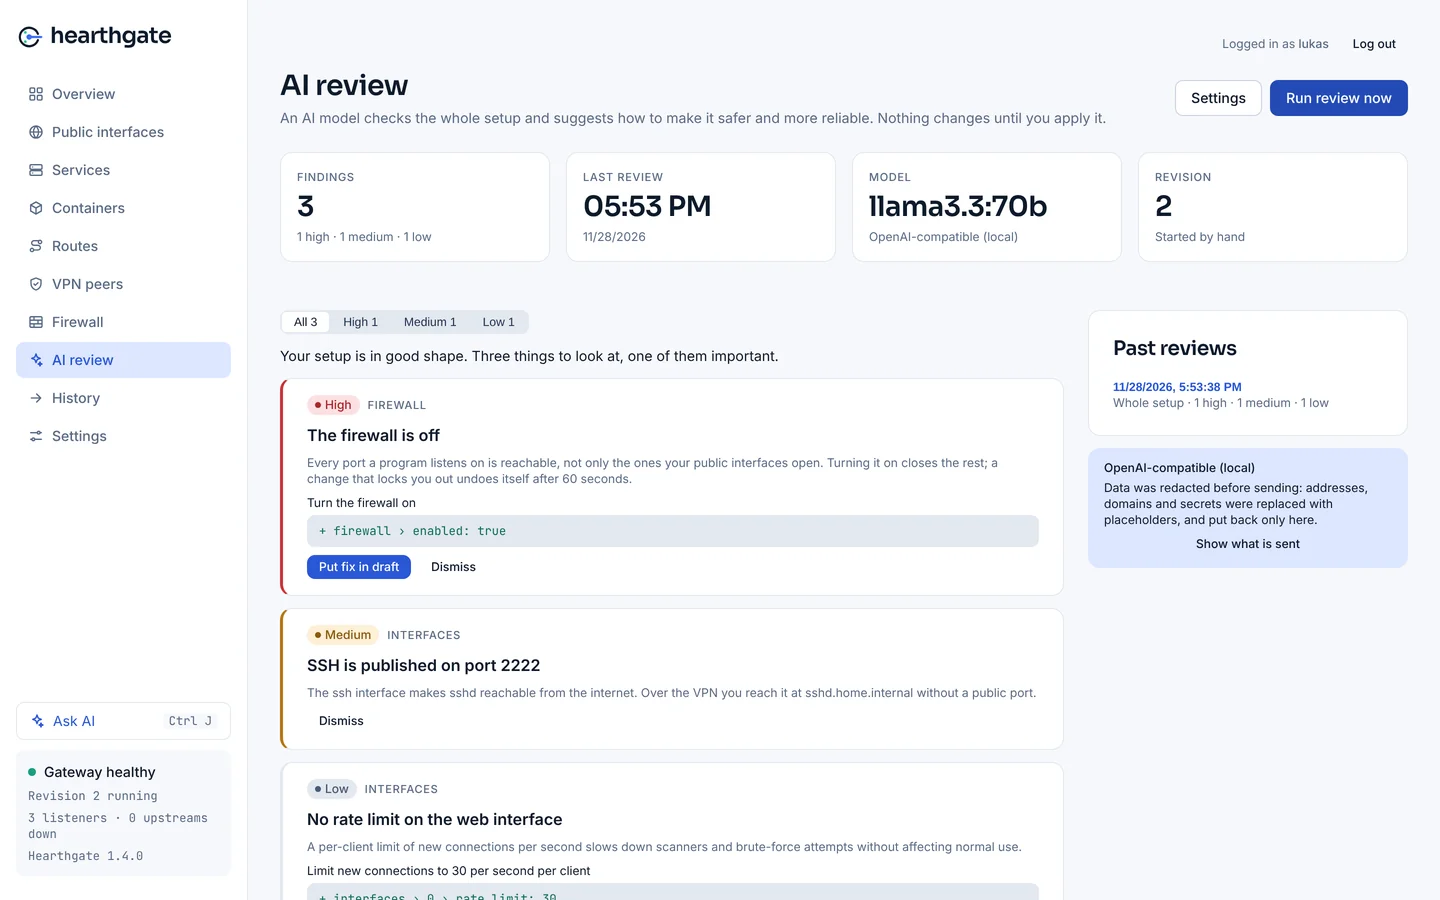 hearthgate
Overview
Public interfaces
Services
Containers
Routes
VPN peers
Firewall
AI review
History
Settings
Ask AI
Ctrl J
Gateway healthy
Revision 2 running
3 listeners · 0 upstreams
down
Hearthgate 1.4.0
Logged in as lukas
Log out
AI review
An AI model checks the whole setup and suggests how to make it safer and more reliable. Nothing changes until you apply it.
Settings
Run review now
FINDINGS
3
1 high · 1 medium · 1 low
LAST REVIEW
05:53 PM
11/28/2026
MODEL
llama3.3:70b
OpenAI-compatible (local)
REVISION
2
Started by hand
All 3
High 1
Medium 1
Low 1
Your setup is in good shape. Three things to look at, one of them important.
High
FIREWALL
The firewall is off
Every port a program listens on is reachable, not only the ones your public interfaces open. Turning it on closes the rest; a
change that locks you out undoes itself after 60 seconds.
Turn the firewall on
+ firewall › enabled: true
Put fix in draft
Dismiss
Medium
INTERFACES
SSH is published on port 2222
The ssh interface makes sshd reachable from the internet. Over the VPN you reach it at sshd.home.internal without a public port.
Dismiss
Low
INTERFACES
No rate limit on the web interface
A per-client limit of new connections per second slows down scanners and brute-force attempts without affecting normal use.
Limit new connections to 30 per second per client
+ interfaces › 0 › rate limit: 30
Past reviews
11/28/2026, 5:53:38 PM
Whole setup · 1 high · 1 medium · 1 low
OpenAI-compatible (local)
Data was redacted before sending: addresses,
domains and secrets were replaced with
placeholders, and put back only here.
Show what is sent